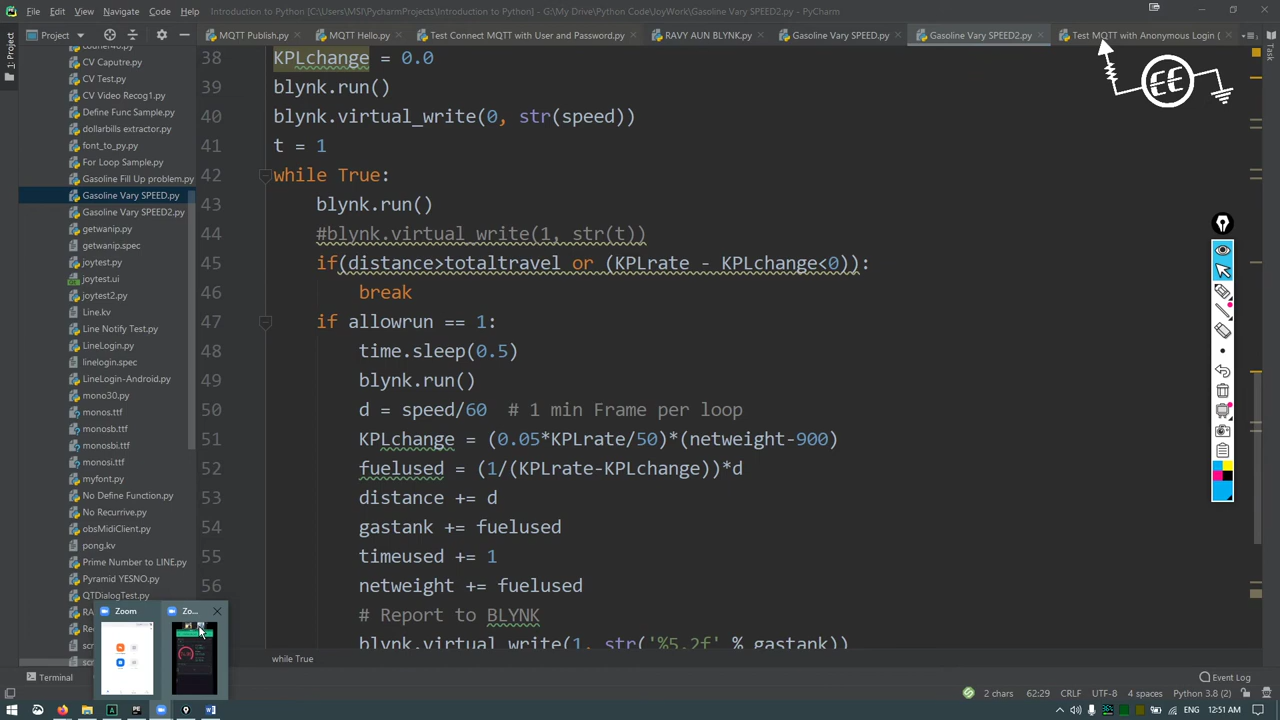 File Edit View Navigate Code Help Introduction to Python [C:\Users\MSI\PycharmProjects\Introduction to Python] - G:\My Drive\Python Code\JoyWork\Gasoline Vary SPEED2.py - PyCharm
Project MQTT Publish.py MQTT Hello.py Test Connect MQTT with User and Password.py RAVY AUN BLYNK.py Gasoline Vary SPEED.py Gasoline Vary SPEED2.py Test MQTT with Anonymous Login (
1: Project
Task
EE
CV Caputre.py
CV Test.py
CV Video Recog1.py
Define Func Sample.py
dollarbills extractor.py
font_to_py.py
For Loop Sample.py
Gasoline Fill Up problem.py
Gasoline Vary SPEED.py
Gasoline Vary SPEED2.py
getwanip.py
getwanip.spec
joytest.py
joytest.ui
joytest2.py
Line.kv
Line Notify Test.py
LineLogin.py
linelogin.spec
LineLogin-Android.py
mono30.py
monos.ttf
monosb.ttf
monosbi.ttf
monosi.ttf
myfont.py
No Define Function.py
No Recurrive.py
obsMidiClient.py
pong.kv
Prime Number to LINE.py
Pyramid YESNO.py
QTDialogTest.py
38 KPLchange = 0.0
39 blynk.run()
40 blynk.virtual_write(0, str(speed))
41 t = 1
42 while True:
43 blynk.run()
44 #blynk.virtual_write(1, str(t))
45 if(distance>totaltravel or (KPLrate - KPLchange<0)):
46 break
47 if allowrun == 1:
48 time.sleep(0.5)
49 blynk.run()
50 d = speed/60 # 1 min Frame per loop
51 KPLchange = (0.05*KPLrate/50)*(netweight-900)
52 fuelused = (1/(KPLrate-KPLchange))*d
53 distance += d
54 gastank += fuelused
55 timeused += 1
56 netweight += fuelused
# Report to BLYNK
blynk.virtual_write(1, str('%5.2f' % gastank))
Zoom Zo...
while True
Terminal Event Log
2 chars 62:29 CRLF UTF-8 4 spaces Python 3.8 (2)
12:51 AM